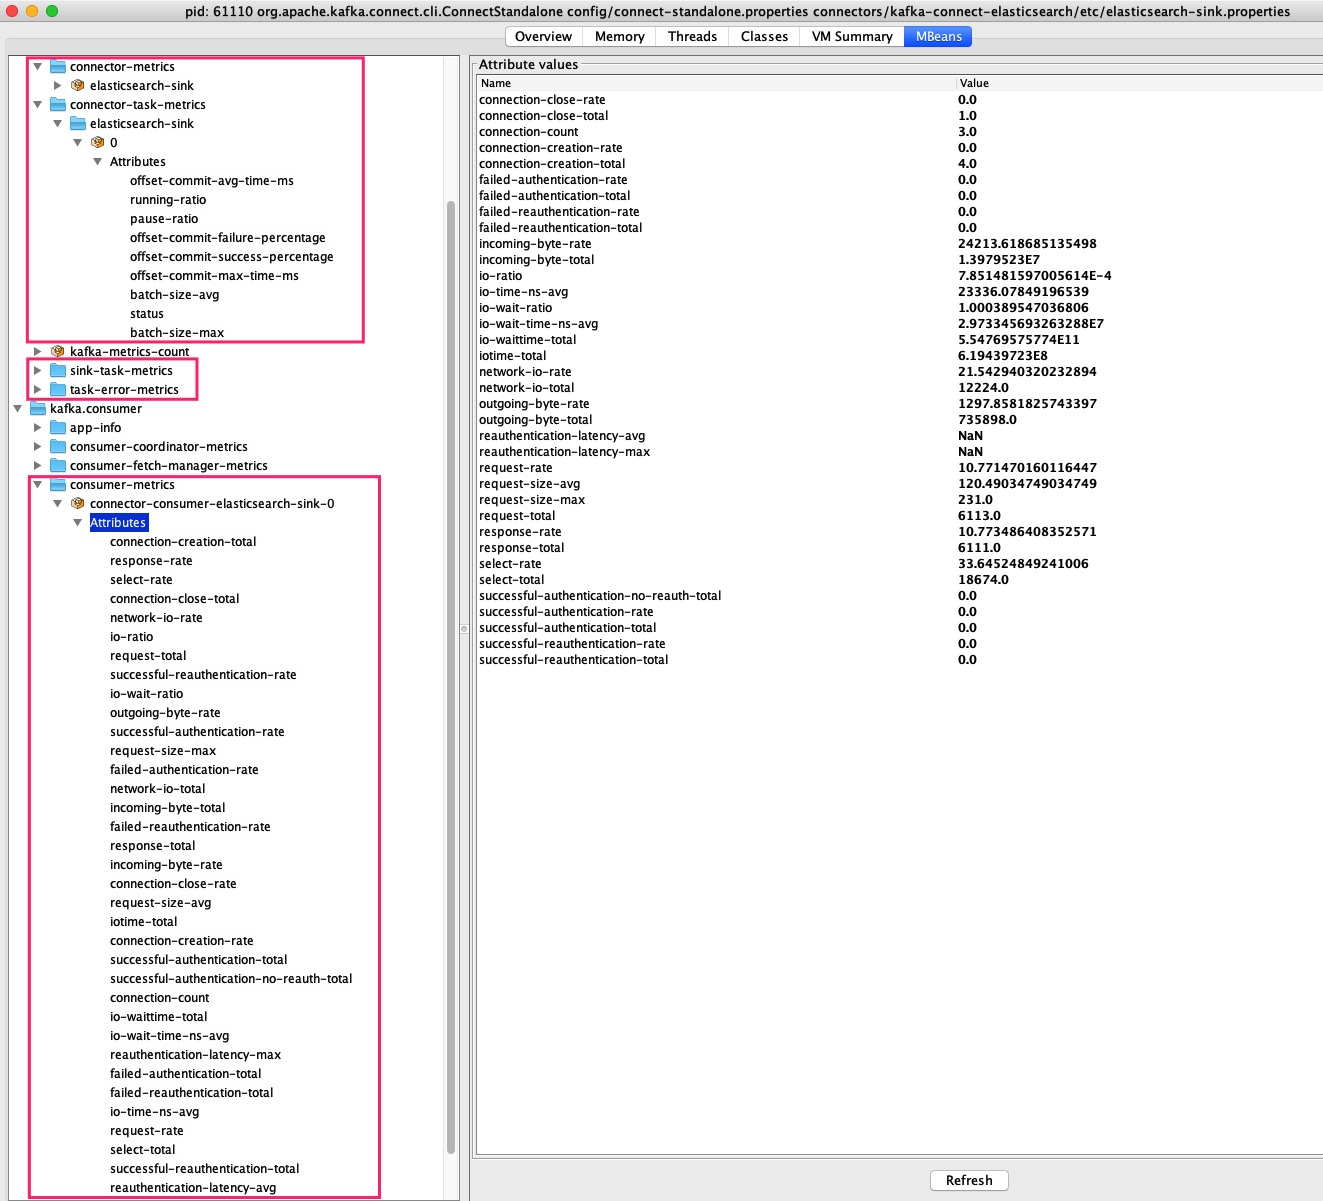 pid: 61110 org.apache.kafka.connect.cli.ConnectStandalone config/connect-standalone.properties connectors/kafka-connect-elasticsearch/etc/elasticsearch-sink.properties
Overview Memory Threads Classes VM Summary MBeans
connector-metrics
elasticsearch-sink
connector-task-metrics
elasticsearch-sink
0
Attributes
offset-commit-avg-time-ms
running-ratio
pause-ratio
offset-commit-failure-percentage
offset-commit-success-percentage
offset-commit-max-time-ms
batch-size-avg
status
batch-size-max
kafka-metrics-count
sink-task-metrics
task-error-metrics
kafka.consumer
app-info
consumer-coordinator-metrics
consumer-fetch-manager-metrics
consumer-metrics
connector-consumer-elasticsearch-sink-0
Attributes
connection-creation-total
response-rate
select-rate
connection-close-total
network-io-rate
io-ratio
request-total
successful-reauthentication-rate
io-wait-ratio
outgoing-byte-rate
successful-authentication-rate
request-size-max
failed-authentication-rate
network-io-total
incoming-byte-total
failed-reauthentication-rate
response-total
incoming-byte-rate
connection-close-rate
request-size-avg
iotime-total
connection-creation-rate
successful-authentication-total
successful-authentication-no-reauth-total
connection-count
io-waittime-total
io-wait-time-ns-avg
reauthentication-latency-max
failed-authentication-total
failed-reauthentication-total
io-time-ns-avg
request-rate
select-total
successful-reauthentication-total
reauthentication-latency-avg
Attribute values
Name Value
connection-close-rate 0.0
connection-close-total 1.0
connection-count 3.0
connection-creation-rate 0.0
connection-creation-total 4.0
failed-authentication-rate 0.0
failed-authentication-total 0.0
failed-reauthentication-rate 0.0
failed-reauthentication-total 0.0
incoming-byte-rate 24213.618685135498
incoming-byte-total 1.3979523E7
io-ratio 7.851481597005614E-4
io-time-ns-avg 23336.07849196539
io-wait-ratio 1.000389547036806
io-wait-time-ns-avg 2.973345693263288E7
io-waittime-total 5.54769575774E11
iotime-total 6.19439723E8
network-io-rate 21.542940320232894
network-io-total 12224.0
outgoing-byte-rate 1297.8581825743397
outgoing-byte-total 735898.0
reauthentication-latency-avg NaN
reauthentication-latency-max NaN
request-rate 10.771470160116447
request-size-avg 120.49034749034749
request-size-max 231.0
request-total 6113.0
response-rate 10.773486408352571
response-total 6111.0
select-rate 33.64524849241006
select-total 18674.0
successful-authentication-no-reauth-total 0.0
successful-authentication-rate 0.0
successful-authentication-total 0.0
successful-reauthentication-rate 0.0
successful-reauthentication-total 0.0
Refresh